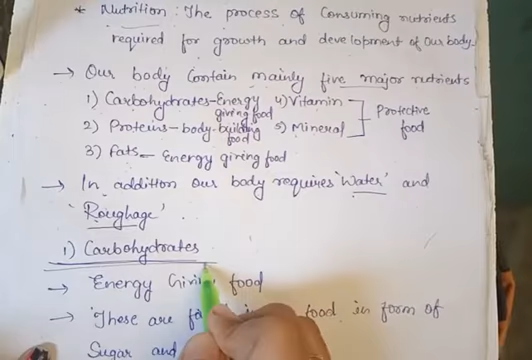 * Nutrition : The process of Consuming nutrients
required for growth and development of Our body.
→ Our body Contain mainly five major nutrients
1) Carbohydrates - Energy giving food 4) Vitamin
2) Proteins - body-building food 5) Mineral ] Protective food
3) Fats - Energy giving food
→ In addition Our body requires 'Water' and
'Roughage'.
1) Carbohydrates
→ Energy Givi food
→ These are food in form of
Sugar and